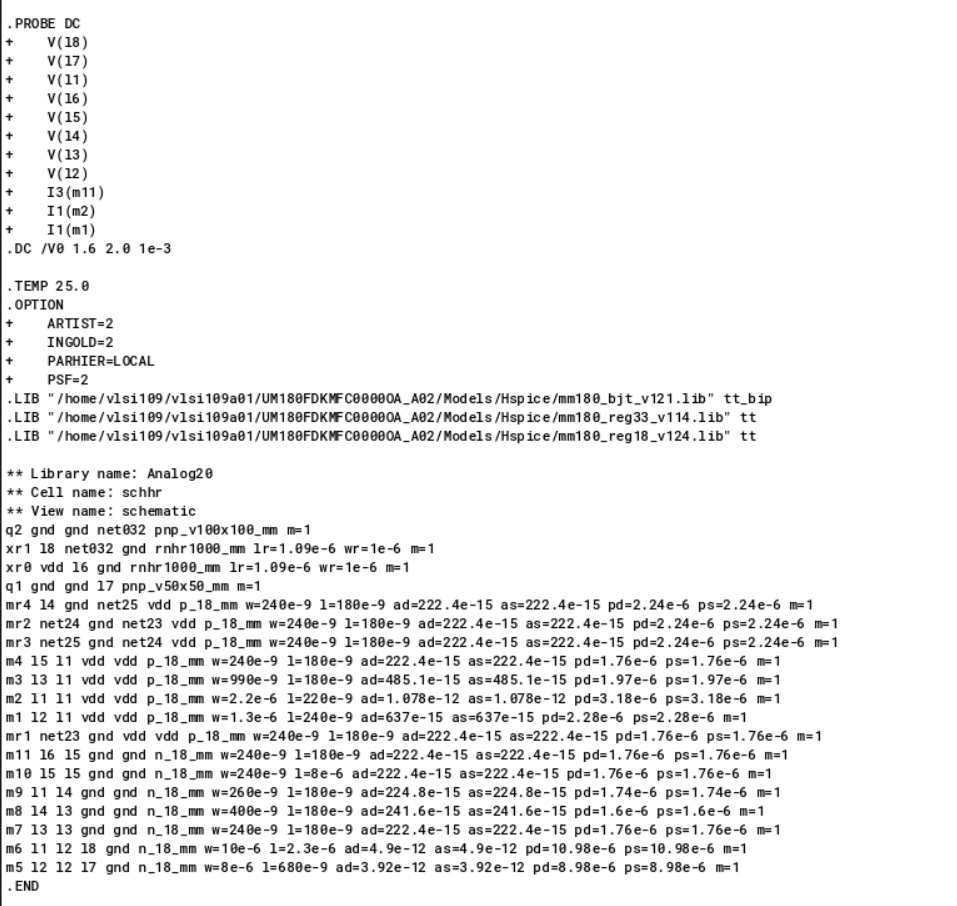 .PROBE DC
+    V(l8)
+    V(l7)
+    V(l1)
+    V(l6)
+    V(l5)
+    V(l4)
+    V(l3)
+    V(l2)
+    I3(m11)
+    I1(m2)
+    I1(m1)
.DC /V0 1.6 2.0 1e-3
.TEMP 25.0
.OPTION
+    ARTIST=2
+    INGOLD=2
+    PARHIER=LOCAL
+    PSF=2
.LIB "/home/vlsi109/vlsi109a01/UM180FDKMFC0000OA_A02/Models/Hspice/mm180_bjt_v121.lib" tt_bip
.LIB "/home/vlsi109/vlsi109a01/UM180FDKMFC0000OA_A02/Models/Hspice/mm180_reg33_v114.lib" tt
.LIB "/home/vlsi109/vlsi109a01/UM180FDKMFC0000OA_A02/Models/Hspice/mm180_reg18_v124.lib" tt
** Library name: Analog20
** Cell name: schhr
** View name: schematic
q2 gnd gnd net032 pnp_v100x100_mm m=1
xr1 l8 net032 gnd rnhr1000_mm lr=1.09e-6 wr=1e-6 m=1
xr0 vdd l6 gnd rnhr1000_mm lr=1.09e-6 wr=1e-6 m=1
q1 gnd gnd l7 pnp_v50x50_mm m=1
mr4 l4 gnd net25 vdd p_18_mm w=240e-9 l=180e-9 ad=222.4e-15 as=222.4e-15 pd=2.24e-6 ps=2.24e-6 m=1
mr2 net24 gnd net23 vdd p_18_mm w=240e-9 l=180e-9 ad=222.4e-15 as=222.4e-15 pd=2.24e-6 ps=2.24e-6 m=1
mr3 net25 gnd net24 vdd p_18_mm w=240e-9 l=180e-9 ad=222.4e-15 as=222.4e-15 pd=2.24e-6 ps=2.24e-6 m=1
m4 l5 l1 vdd vdd p_18_mm w=240e-9 l=180e-9 ad=222.4e-15 as=222.4e-15 pd=1.76e-6 ps=1.76e-6 m=1
m3 l3 l1 vdd vdd p_18_mm w=990e-9 l=180e-9 ad=485.1e-15 as=485.1e-15 pd=1.97e-6 ps=1.97e-6 m=1
m2 l1 l1 vdd vdd p_18_mm w=2.2e-6 l=220e-9 ad=1.078e-12 as=1.078e-12 pd=3.18e-6 ps=3.18e-6 m=1
m1 l2 l1 vdd vdd p_18_mm w=1.3e-6 l=240e-9 ad=637e-15 as=637e-15 pd=2.28e-6 ps=2.28e-6 m=1
mr1 net23 gnd vdd vdd p_18_mm w=240e-9 l=180e-9 ad=222.4e-15 as=222.4e-15 pd=1.76e-6 ps=1.76e-6 m=1
m11 l6 l5 gnd gnd n_18_mm w=240e-9 l=180e-9 ad=222.4e-15 as=222.4e-15 pd=1.76e-6 ps=1.76e-6 m=1
m10 l5 l5 gnd gnd n_18_mm w=240e-9 l=8e-6 ad=222.4e-15 as=222.4e-15 pd=1.76e-6 ps=1.76e-6 m=1
m9 l1 l4 gnd gnd n_18_mm w=260e-9 l=180e-9 ad=224.8e-15 as=224.8e-15 pd=1.74e-6 ps=1.74e-6 m=1
m8 l4 l3 gnd gnd n_18_mm w=400e-9 l=180e-9 ad=241.6e-15 as=241.6e-15 pd=1.6e-6 ps=1.6e-6 m=1
m7 l3 l3 gnd gnd n_18_mm w=240e-9 l=180e-9 ad=222.4e-15 as=222.4e-15 pd=1.76e-6 ps=1.76e-6 m=1
m6 l1 l2 l8 gnd n_18_mm w=10e-6 l=2.3e-6 ad=4.9e-12 as=4.9e-12 pd=10.98e-6 ps=10.98e-6 m=1
m5 l2 l2 l7 gnd n_18_mm w=8e-6 l=680e-9 ad=3.92e-12 as=3.92e-12 pd=8.98e-6 ps=8.98e-6 m=1
.END